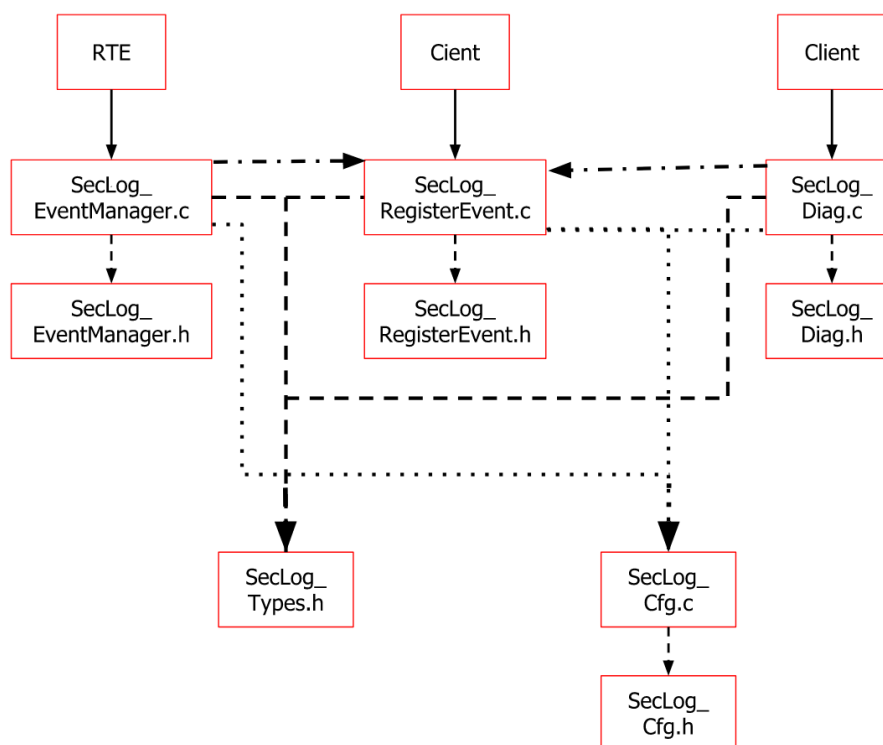 RTE
Cient
Client
SecLog_
EventManager.c
SecLog_
RegisterEvent.c
SecLog_
Diag.c
SecLog_
EventManager.h
SecLog_
RegisterEvent.h
SecLog_
Diag.h
SecLog_
Types.h
SecLog_
Cfg.c
SecLog_
Cfg.h